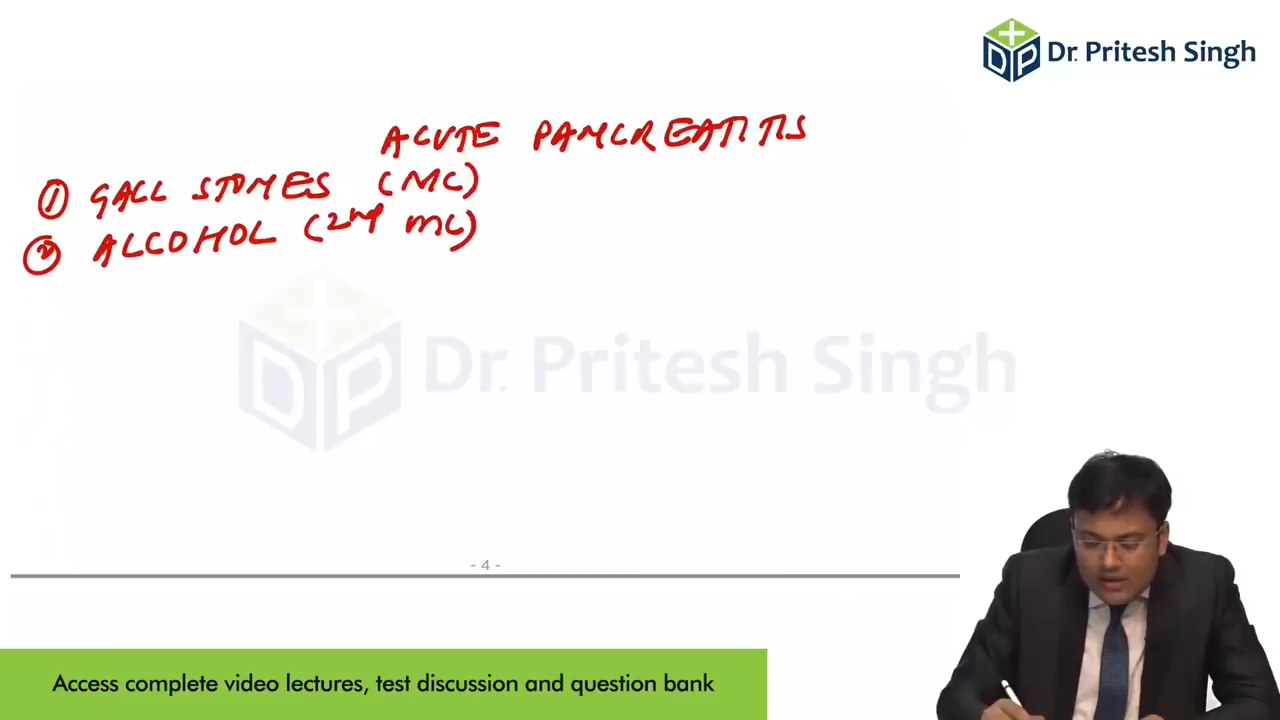 Dr. Pritesh Singh
ACUTE PANCREATITIS
① GALL STONES (MC)
② ALCOHOL (2nd MC)
DP Dr. Pritesh Singh
- 4 -
Access complete video lectures, test discussion and question bank